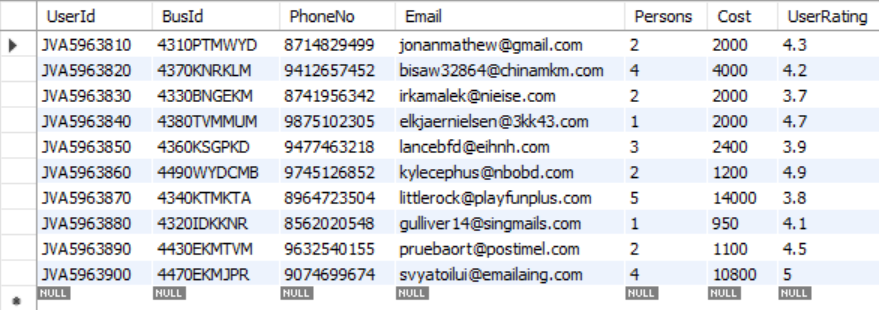 UserId BusId PhoneNo Email Persons Cost UserRating
JVA5963810 4310PTMWYD 8714829499 jonanmathew@gmail.com 2 2000 4.3
JVA5963820 4370KNRKLM 9412657452 bisaw32864@chinamkm.com 4 4000 4.2
JVA5963830 4330BNGEKM 8741956342 irkamalek@nieise.com 2 2000 3.7
JVA5963840 4380TVMMUM 9875102305 elkjaernielsen@3kk43.com 1 2000 4.7
JVA5963850 4360KSGPKD 9477463218 lancebfd@eihnh.com 3 2400 3.9
JVA5963860 4490WYDCMB 9745126852 kylecephus@nbobd.com 2 1200 4.9
JVA5963870 4340KTMKTA 8964723504 littlerock@playfunplus.com 5 14000 3.8
JVA5963880 4320IDKKNR 8562020548 gulliver14@singmails.com 1 950 4.1
JVA5963890 4430EKMTVM 9632540155 pruebaort@postimel.com 2 1100 4.5
JVA5963900 4470EKMJPR 9074699674 svyatoilui@emailaing.com 4 10800 5
NULL NULL NULL NULL NULL NULL NULL